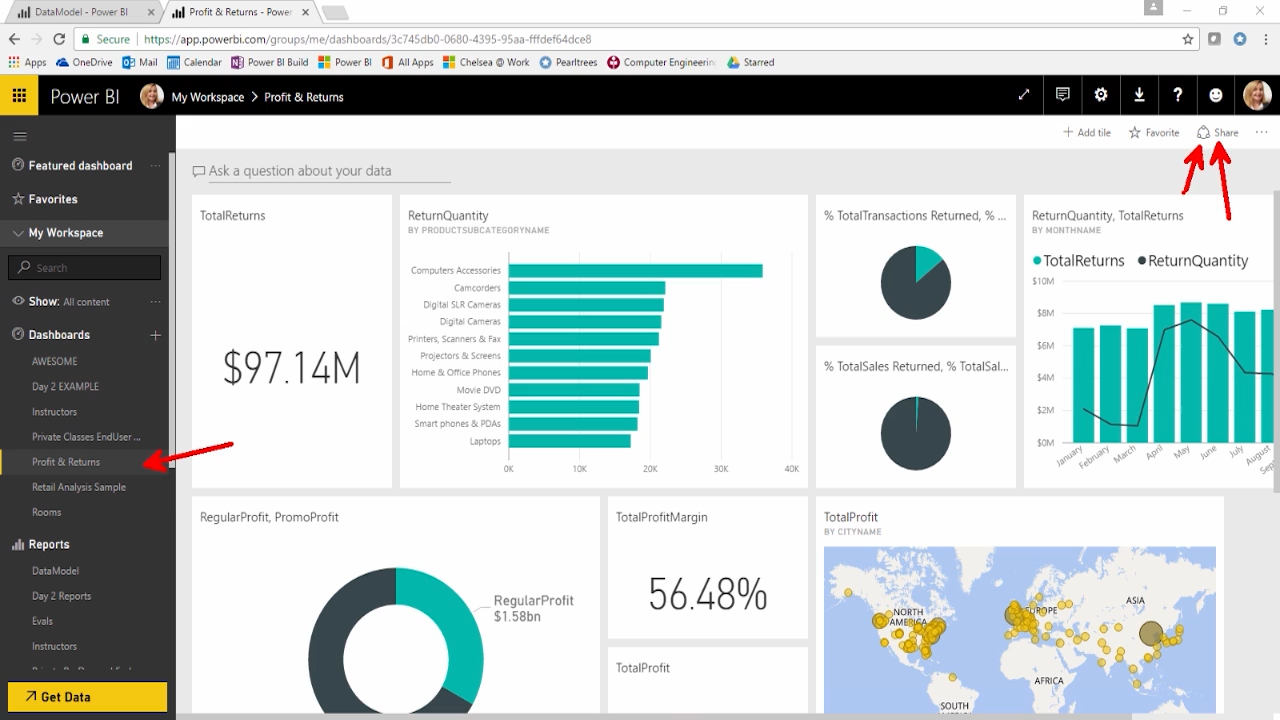 DataModel - Power BI
Profit & Returns - Power
Secure
https://app.powerbi.com/groups/me/dashboards/3c745db0-0680-4395-95aa-fffdef64dce8
Apps
OneDrive
Mail
Calendar
Power BI Build
Power BI
All Apps
Chelsea @ Work
Pearltrees
Computer Engineering
Starred
Power BI
My Workspace > Profit & Returns
Add tile
Favorite
Share
Featured dashboard
Favorites
My Workspace
Search
Show: All content
Dashboards
AWESOME
Day 2 EXAMPLE
Instructors
Private Classes EndUser ...
Profit & Returns
Retail Analysis Sample
Rooms
Reports
DataModel
Day 2 Reports
Evals
Instructors
Get Data
Ask a question about your data
TotalReturns
$97.14M
ReturnQuantity
BY PRODUCTSUBCATEGORYNAME
Computers Accessories
Camcorders
Digital SLR Cameras
Digital Cameras
Printers, Scanners & Fax
Projectors & Screens
Home & Office Phones
Movie DVD
Home Theater System
Smart phones & PDAs
Laptops
0K 10K 20K 30K 40K
% TotalTransactions Returned, % ...
% TotalSales Returned, % TotalSal...
ReturnQuantity, TotalReturns
BY MONTHNAME
TotalReturns ReturnQuantity
$10M
$8M
$6M
$4M
$2M
$0M
January February March April May June July August Sep
RegularProfit, PromoProfit
RegularProfit
$1.58bn
TotalProfitMargin
56.48%
TotalProfit
TotalProfit
BY CITYNAME
NORTH
AMERICA
EUROPE
ASIA
AFRICA
SOUTH